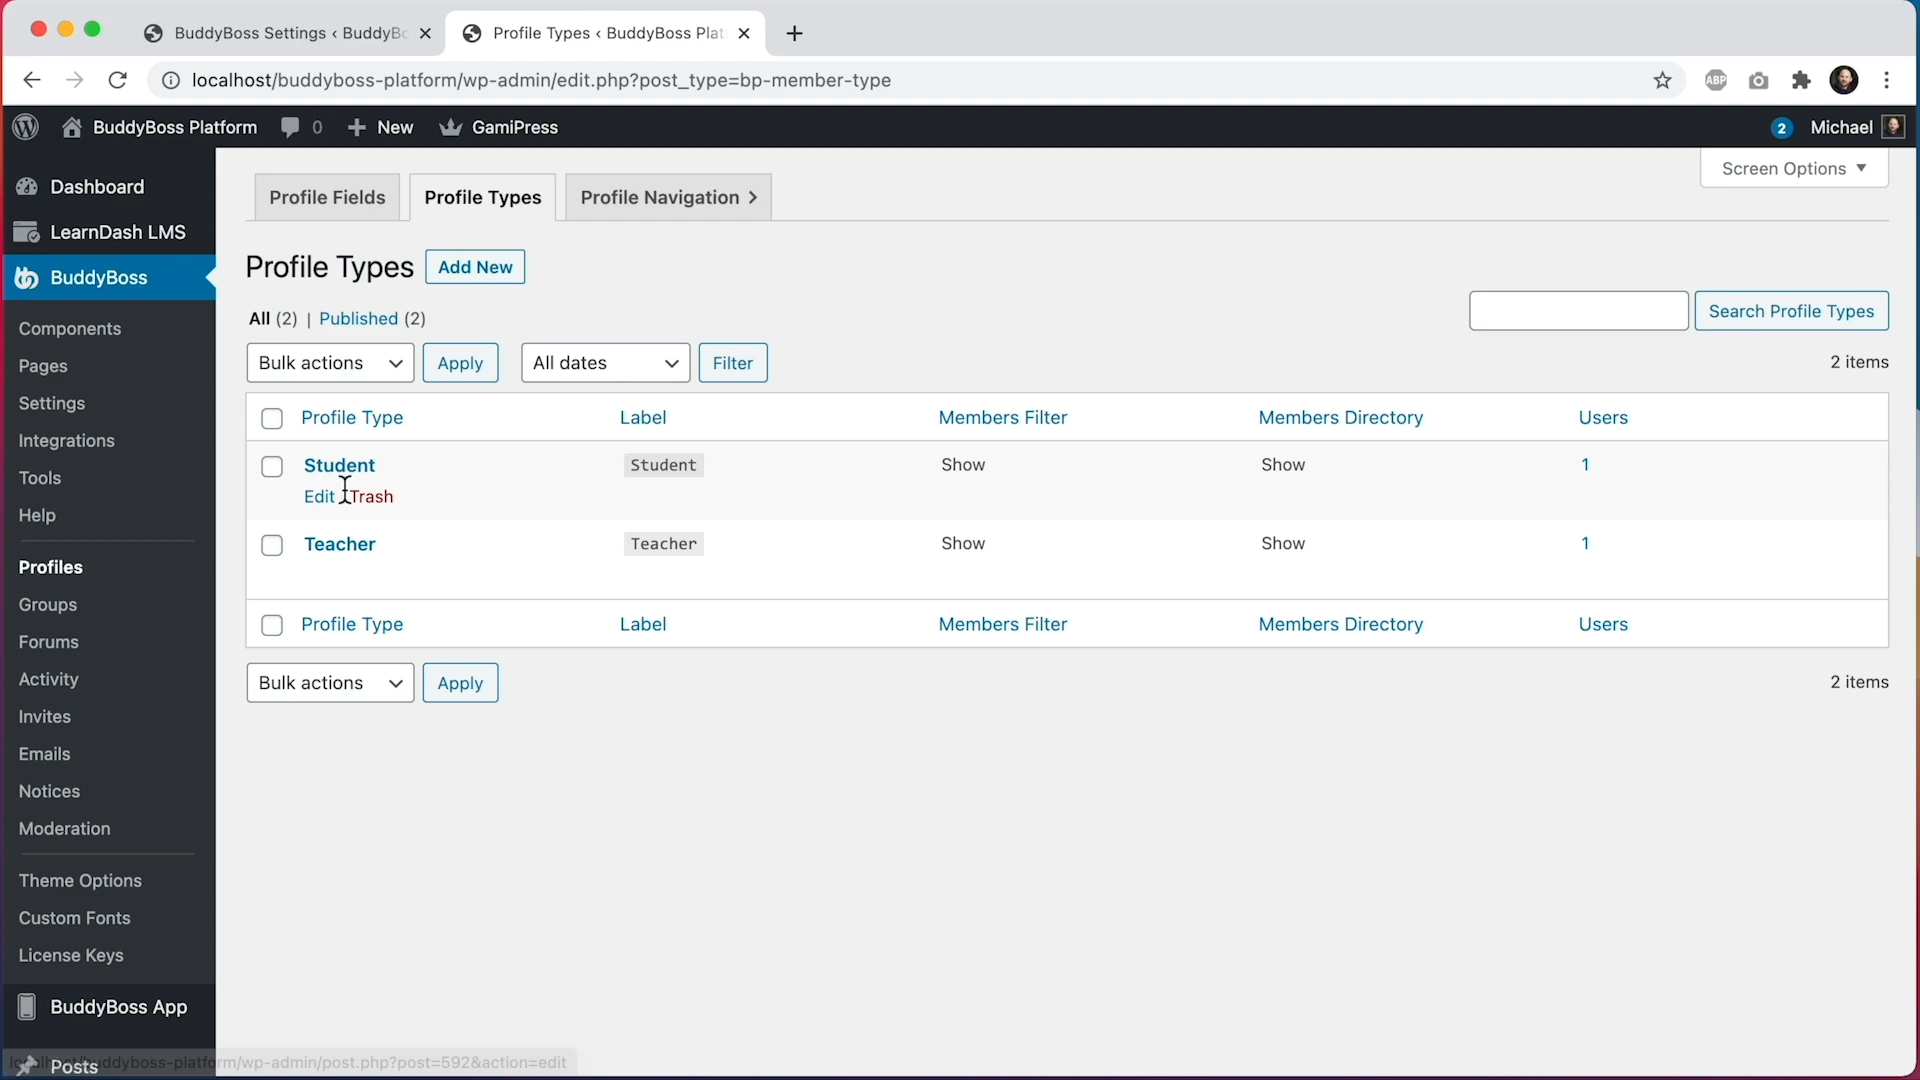 BuddyBoss Settings ‹ BuddyBo
Profile Types ‹ BuddyBoss Plat
localhost/buddyboss-platform/wp-admin/edit.php?post_type=bp-member-type
ABP
BuddyBoss Platform
0
New
GamiPress
2
Michael
Dashboard
LearnDash LMS
BuddyBoss
Components
Pages
Settings
Integrations
Tools
Help
Profiles
Groups
Forums
Activity
Invites
Emails
Notices
Moderation
Theme Options
Custom Fonts
License Keys
BuddyBoss App
Posts
Screen Options
Profile Fields
Profile Types
Profile Navigation
Profile Types
Add New
All (2) | Published (2)
Search Profile Types
Bulk actions
Apply
All dates
Filter
2 items
Profile Type Label Members Filter Members Directory Users
Student Student Show Show 1
Edit Trash
Teacher Teacher Show Show 1
Profile Type Label Members Filter Members Directory Users
Bulk actions
Apply
2 items
/wp-admin/post.php?post=592&action=edit